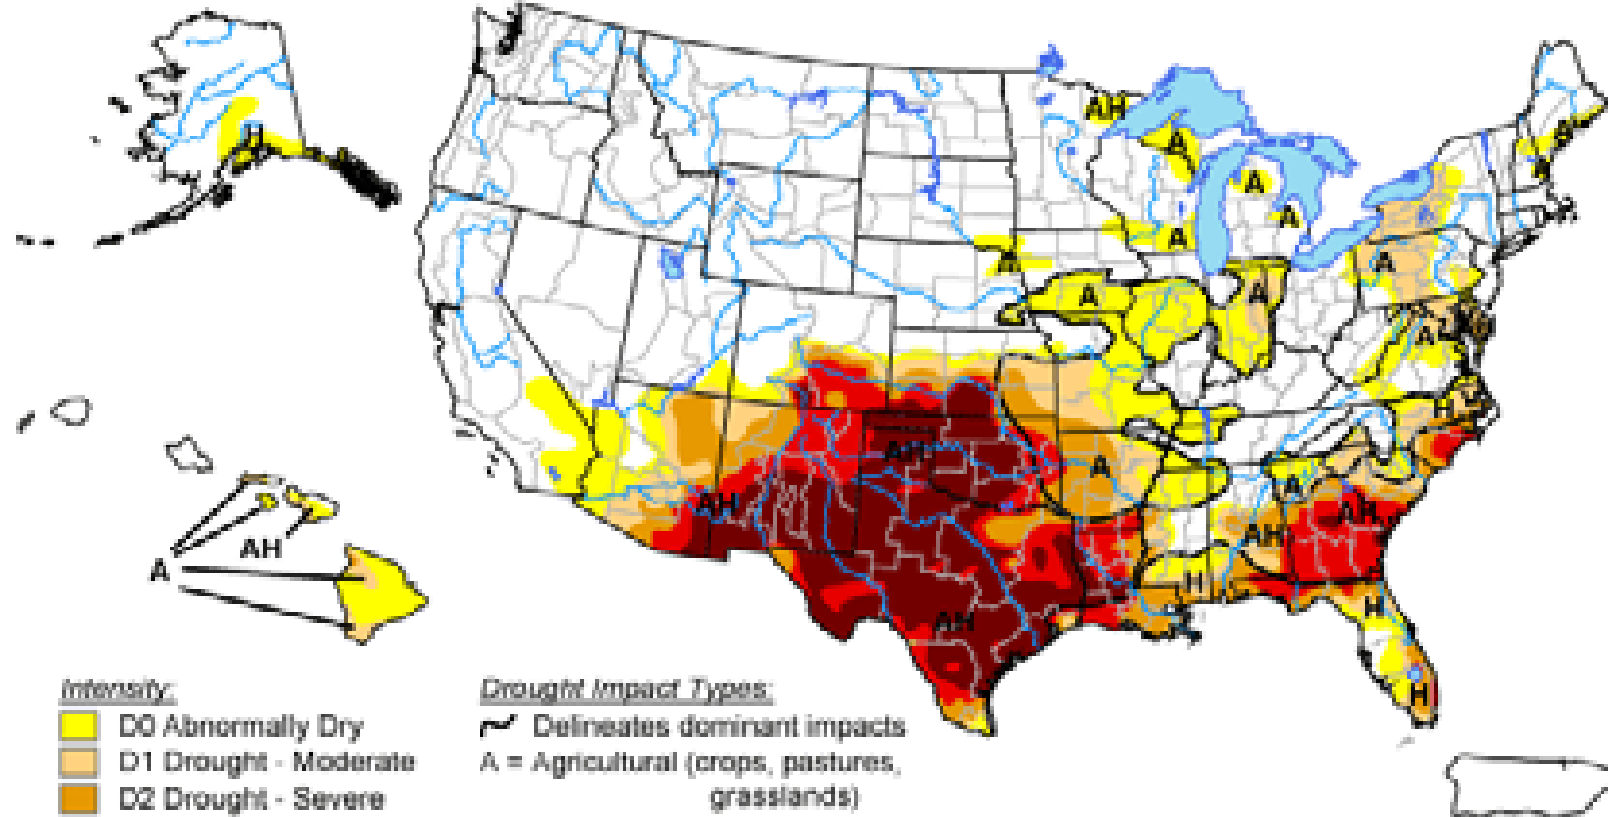 H
AH
A
A
A
A
A
A
A
A
A
AH
A
AH
A
AH
AH
AH
A
H
AH
H
H
Intensity:
D0 Abnormally Dry
D1 Drought - Moderate
D2 Drought - Severe
Drought Impact Types:
Delineates dominant impacts
A = Agricultural (crops, pastures,
grasslands)